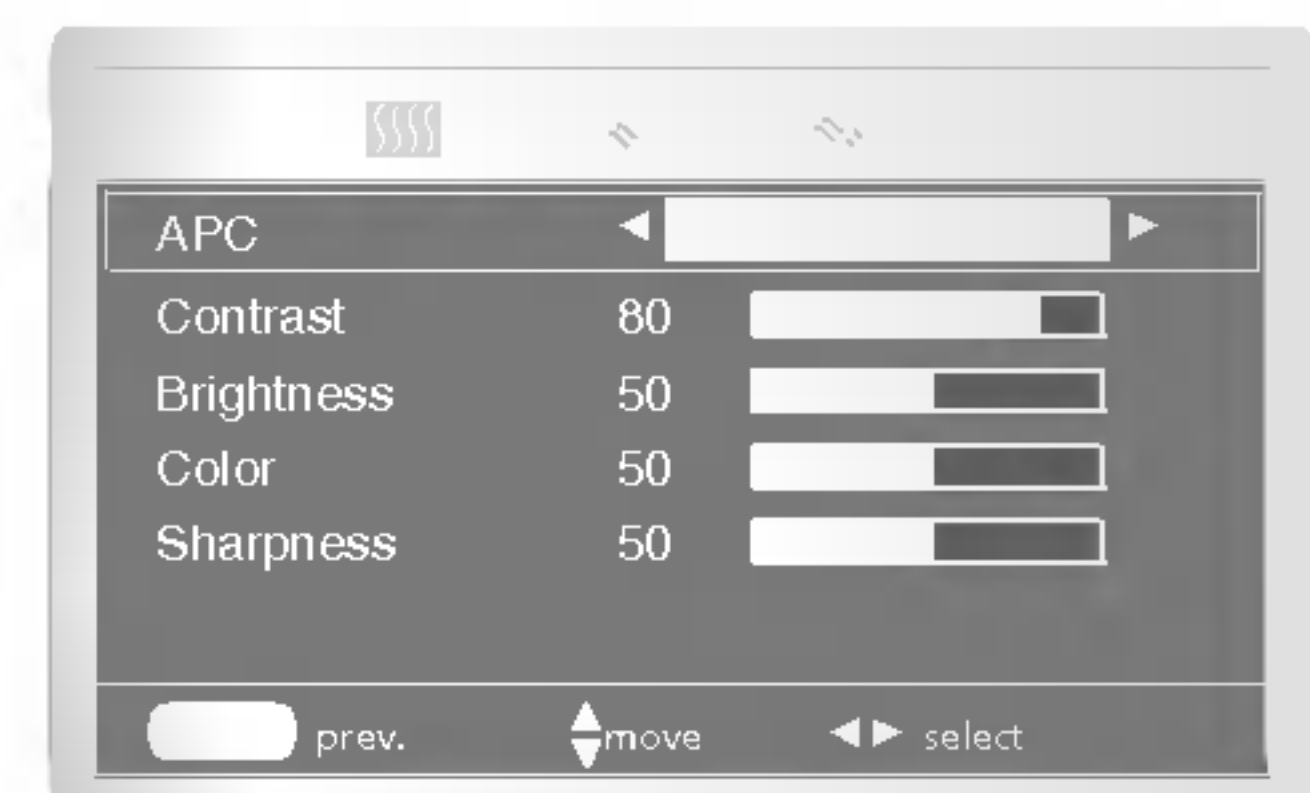 APC
Contrast 80
Brightness 50
Color 50
Sharpness 50
prev. move select